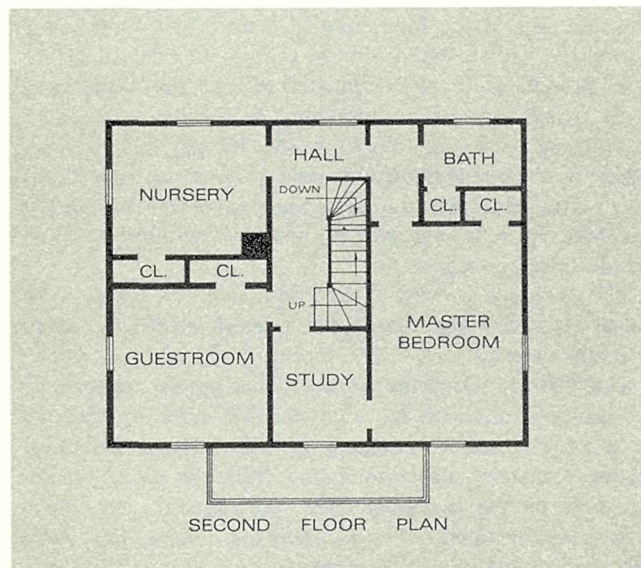 HALL
BATH
DOWN
NURSERY
CL.
CL.
CL.
CL.
UP
MASTER
BEDROOM
GUESTROOM
STUDY
SECOND FLOOR PLAN